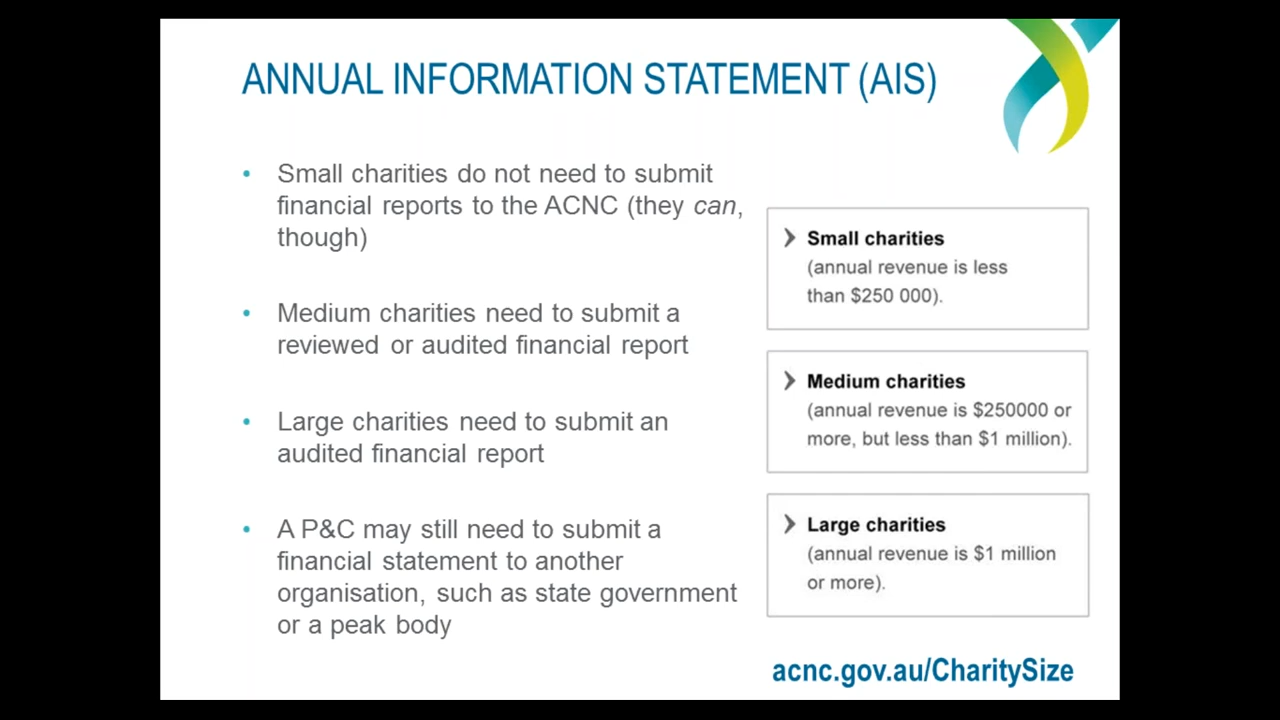 ANNUAL INFORMATION STATEMENT (AIS)
• Small charities do not need to submit
financial reports to the ACNC (they can,
though)
• Medium charities need to submit a
reviewed or audited financial report
• Large charities need to submit an
audited financial report
• A P&C may still need to submit a
financial statement to another
organisation, such as state government
or a peak body
Small charities
(annual revenue is less
than $250 000).
Medium charities
(annual revenue is $250000 or
more, but less than $1 million).
Large charities
(annual revenue is $1 million
or more).
acnc.gov.au/CharitySize